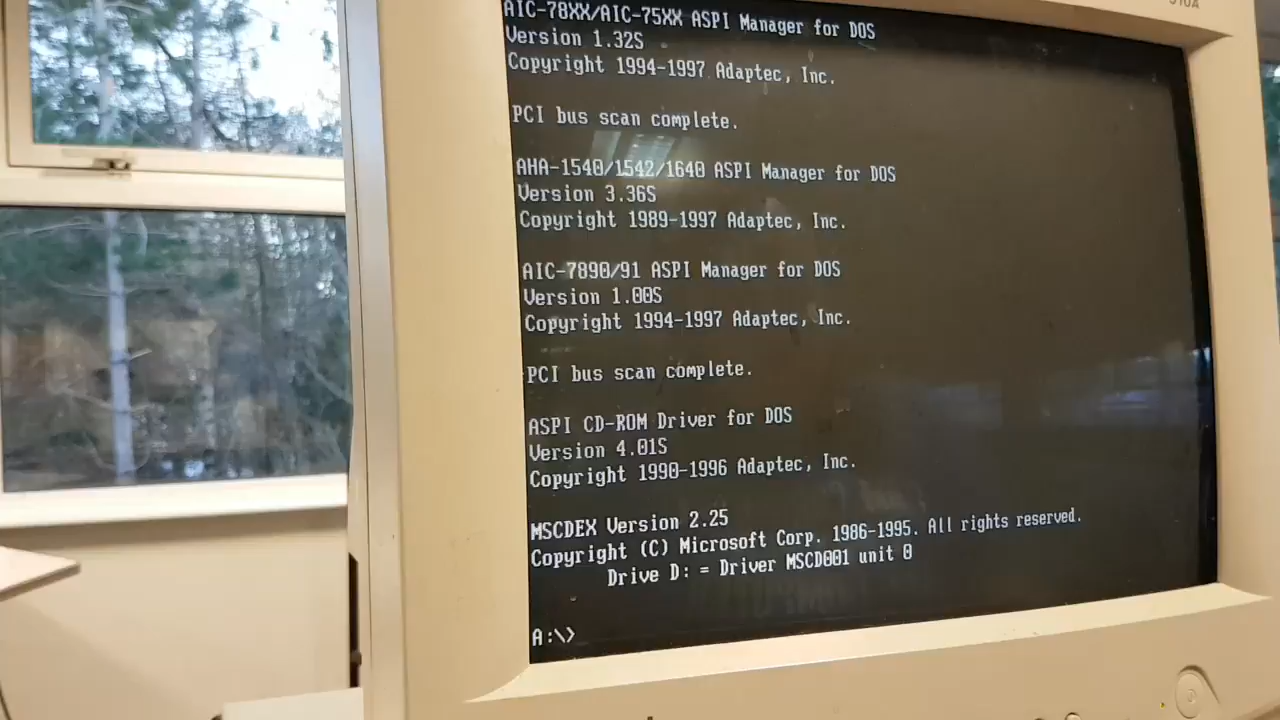 AIC-78XX/AIC-75XX ASPI Manager for DOS
Version 1.32S
Copyright 1994-1997 Adaptec, Inc.
PCI bus scan complete.
AHA-1540/1542/1640 ASPI Manager for DOS
Version 3.36S
Copyright 1989-1997 Adaptec, Inc.
AIC-7890/91 ASPI Manager for DOS
Version 1.00S
Copyright 1994-1997 Adaptec, Inc.
PCI bus scan complete.
ASPI CD-ROM Driver for DOS
Version 4.01S
Copyright 1990-1996 Adaptec, Inc.
MSCDEX Version 2.25
Copyright (C) Microsoft Corp. 1986-1995. All rights reserved.
Drive D: = Driver MSCD001 unit 0
A:\>